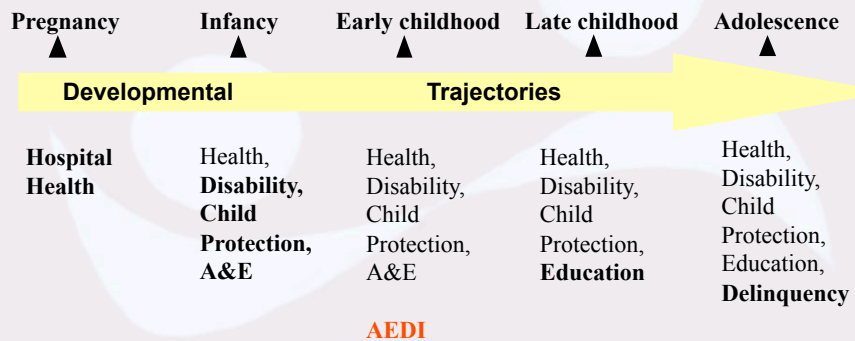 Pregnancy
Infancy
Early childhood
Late childhood
Adolescence
Developmental
Trajectories
Hospital
Health
Health,
Disability,
Child
Protection,
A&E
Health,
Disability,
Child
Protection,
A&E
AEDI
Health,
Disability,
Child
Protection,
Education
Health,
Disability,
Child
Protection,
Education,
Delinquency